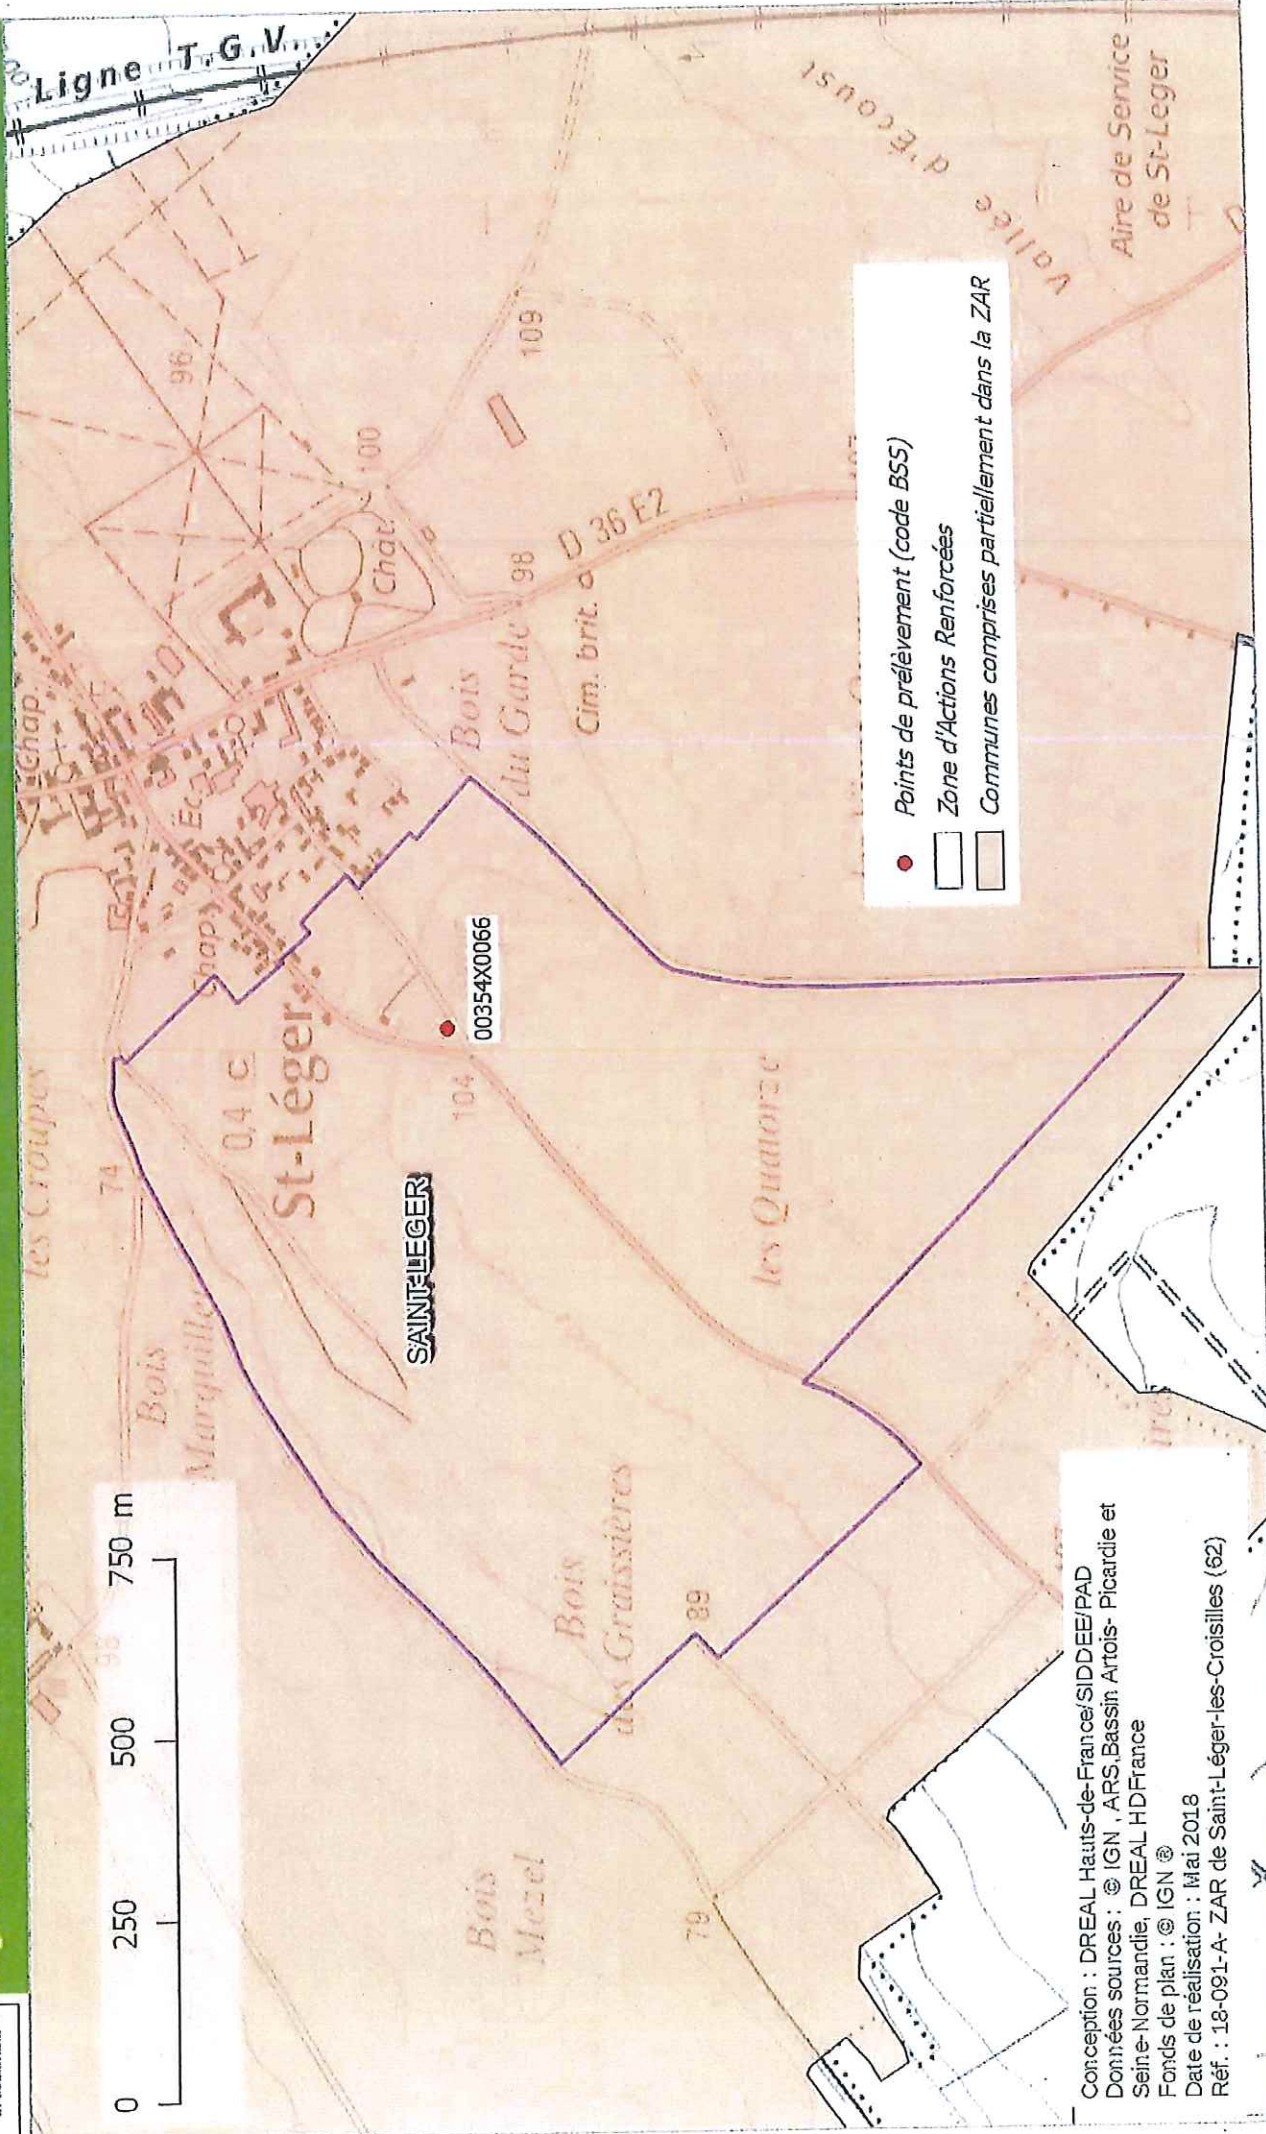 Ligne T.G.V.
Chap.
les Croupes
98
0 250 500 750 m
74
Bois
Marquillet
Chap.
Éc.
96
0,4 C
St-Léger
100
Chât.
SAINT-LEGER
104
00354X0066
Bois
du Garde
98
D 36 E2
109
Cim. brit.
Bois
des Graissières
89
Bois
Mezel
79
les Quatorze
Vallée
d'Écoust
Aire de Service
de St-Leger
Points de prélèvement (code BSS)
Zone d'Actions Renforcées
Communes comprises partiellement dans la ZAR
Conception : DREAL Hauts-de-France/SIDDEE/PAD
Données sources : © IGN , ARS,Bassin Artois- Picardie et
Seine-Normandie, DREAL HDFrance
Fonds de plan : © IGN ®
Date de réalisation : Mai 2018
Réf. : 18-091-A- ZAR de Saint-Léger-les-Croisilles (62)